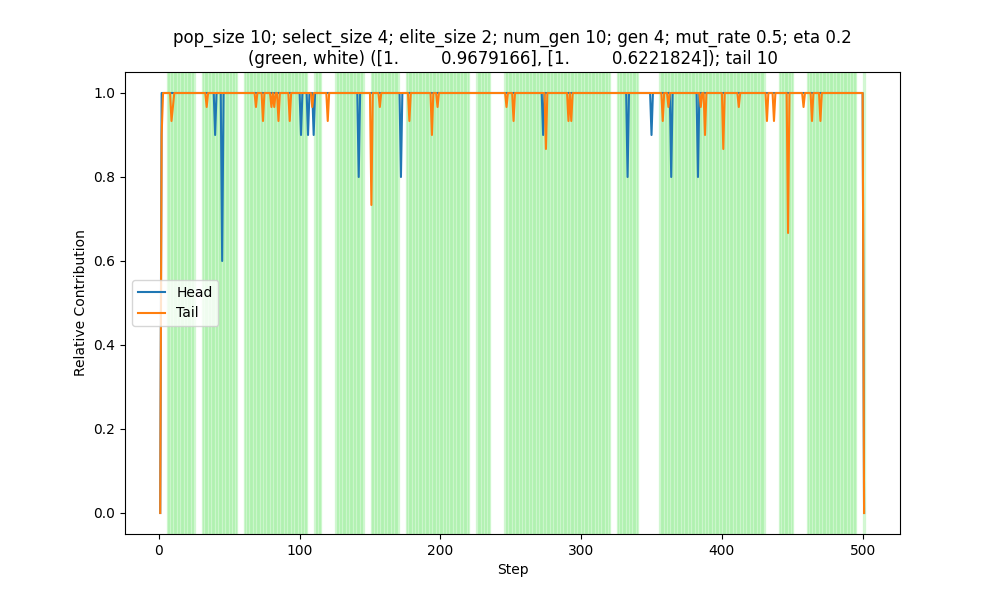 pop_size 10; select_size 4; elite_size 2; num_gen 10; gen 4; mut_rate 0.5; eta 0.2
(green, white) ([1.         0.9679166], [1.         0.6221824]); tail 10
1.0
0.8
0.6
0.4
0.2
0.0
Relative Contribution
Head
Tail
0
100
200
300
400
500
Step